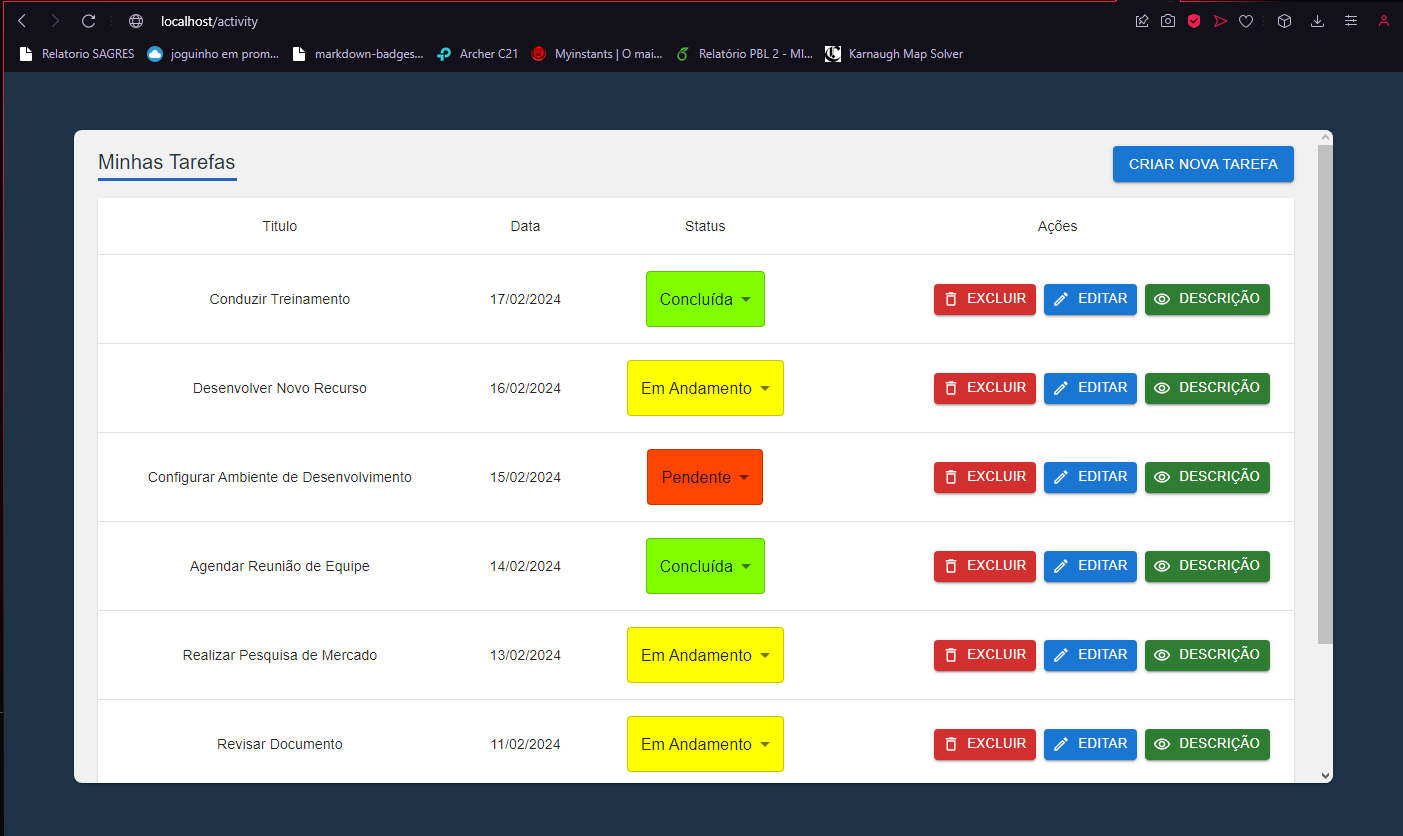 localhost/activity
Relatorio SAGRES joguinho em prom... markdown-badges... Archer C21 Myinstants | O mai... Relatório PBL 2 - MI... Karnaugh Map Solver
Minhas Tarefas CRIAR NOVA TAREFA
Titulo Data Status Ações
Conduzir Treinamento 17/02/2024 Concluída EXCLUIR EDITAR DESCRIÇÃO
Desenvolver Novo Recurso 16/02/2024 Em Andamento EXCLUIR EDITAR DESCRIÇÃO
Configurar Ambiente de Desenvolvimento 15/02/2024 Pendente EXCLUIR EDITAR DESCRIÇÃO
Agendar Reunião de Equipe 14/02/2024 Concluída EXCLUIR EDITAR DESCRIÇÃO
Realizar Pesquisa de Mercado 13/02/2024 Em Andamento EXCLUIR EDITAR DESCRIÇÃO
Revisar Documento 11/02/2024 Em Andamento EXCLUIR EDITAR DESCRIÇÃO